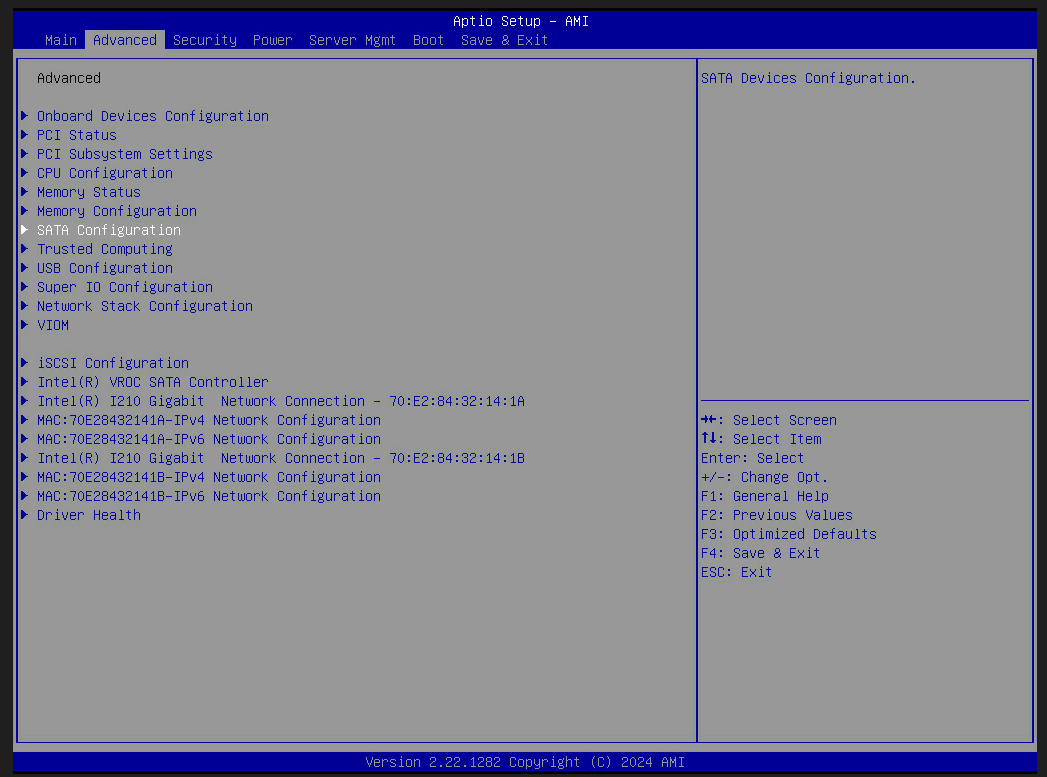 Aptio Setup - AMI
Main Advanced Security Power Server Mgmt Boot Save & Exit
Advanced
Onboard Devices Configuration
PCI Status
PCI Subsystem Settings
CPU Configuration
Memory Status
Memory Configuration
SATA Configuration
Trusted Computing
USB Configuration
Super IO Configuration
Network Stack Configuration
VIOM
iSCSI Configuration
Intel(R) VROC SATA Controller
Intel(R) I210 Gigabit  Network Connection - 70:E2:84:32:14:1A
MAC:70E28432141A-IPv4 Network Configuration
MAC:70E28432141A-IPv6 Network Configuration
Intel(R) I210 Gigabit  Network Connection - 70:E2:84:32:14:1B
MAC:70E28432141B-IPv4 Network Configuration
MAC:70E28432141B-IPv6 Network Configuration
Driver Health
SATA Devices Configuration.
→←: Select Screen
↑↓: Select Item
Enter: Select
+/-: Change Opt.
F1: General Help
F2: Previous Values
F3: Optimized Defaults
F4: Save & Exit
ESC: Exit
Version 2.22.1282 Copyright (C) 2024 AMI